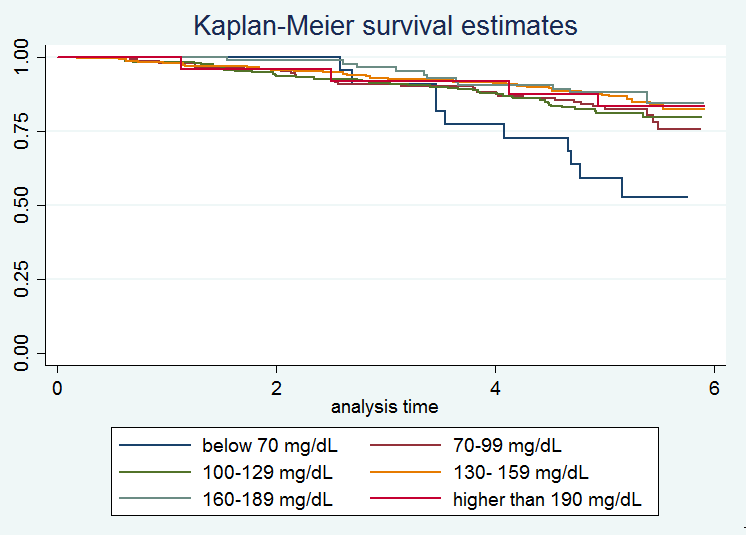 Kaplan-Meier survival estimates
1.00
0.75
0.50
0.25
0.00
0 2 4 6
analysis time
below 70 mg/dL 70-99 mg/dL
100-129 mg/dL 130- 159 mg/dL
160-189 mg/dL higher than 190 mg/dL